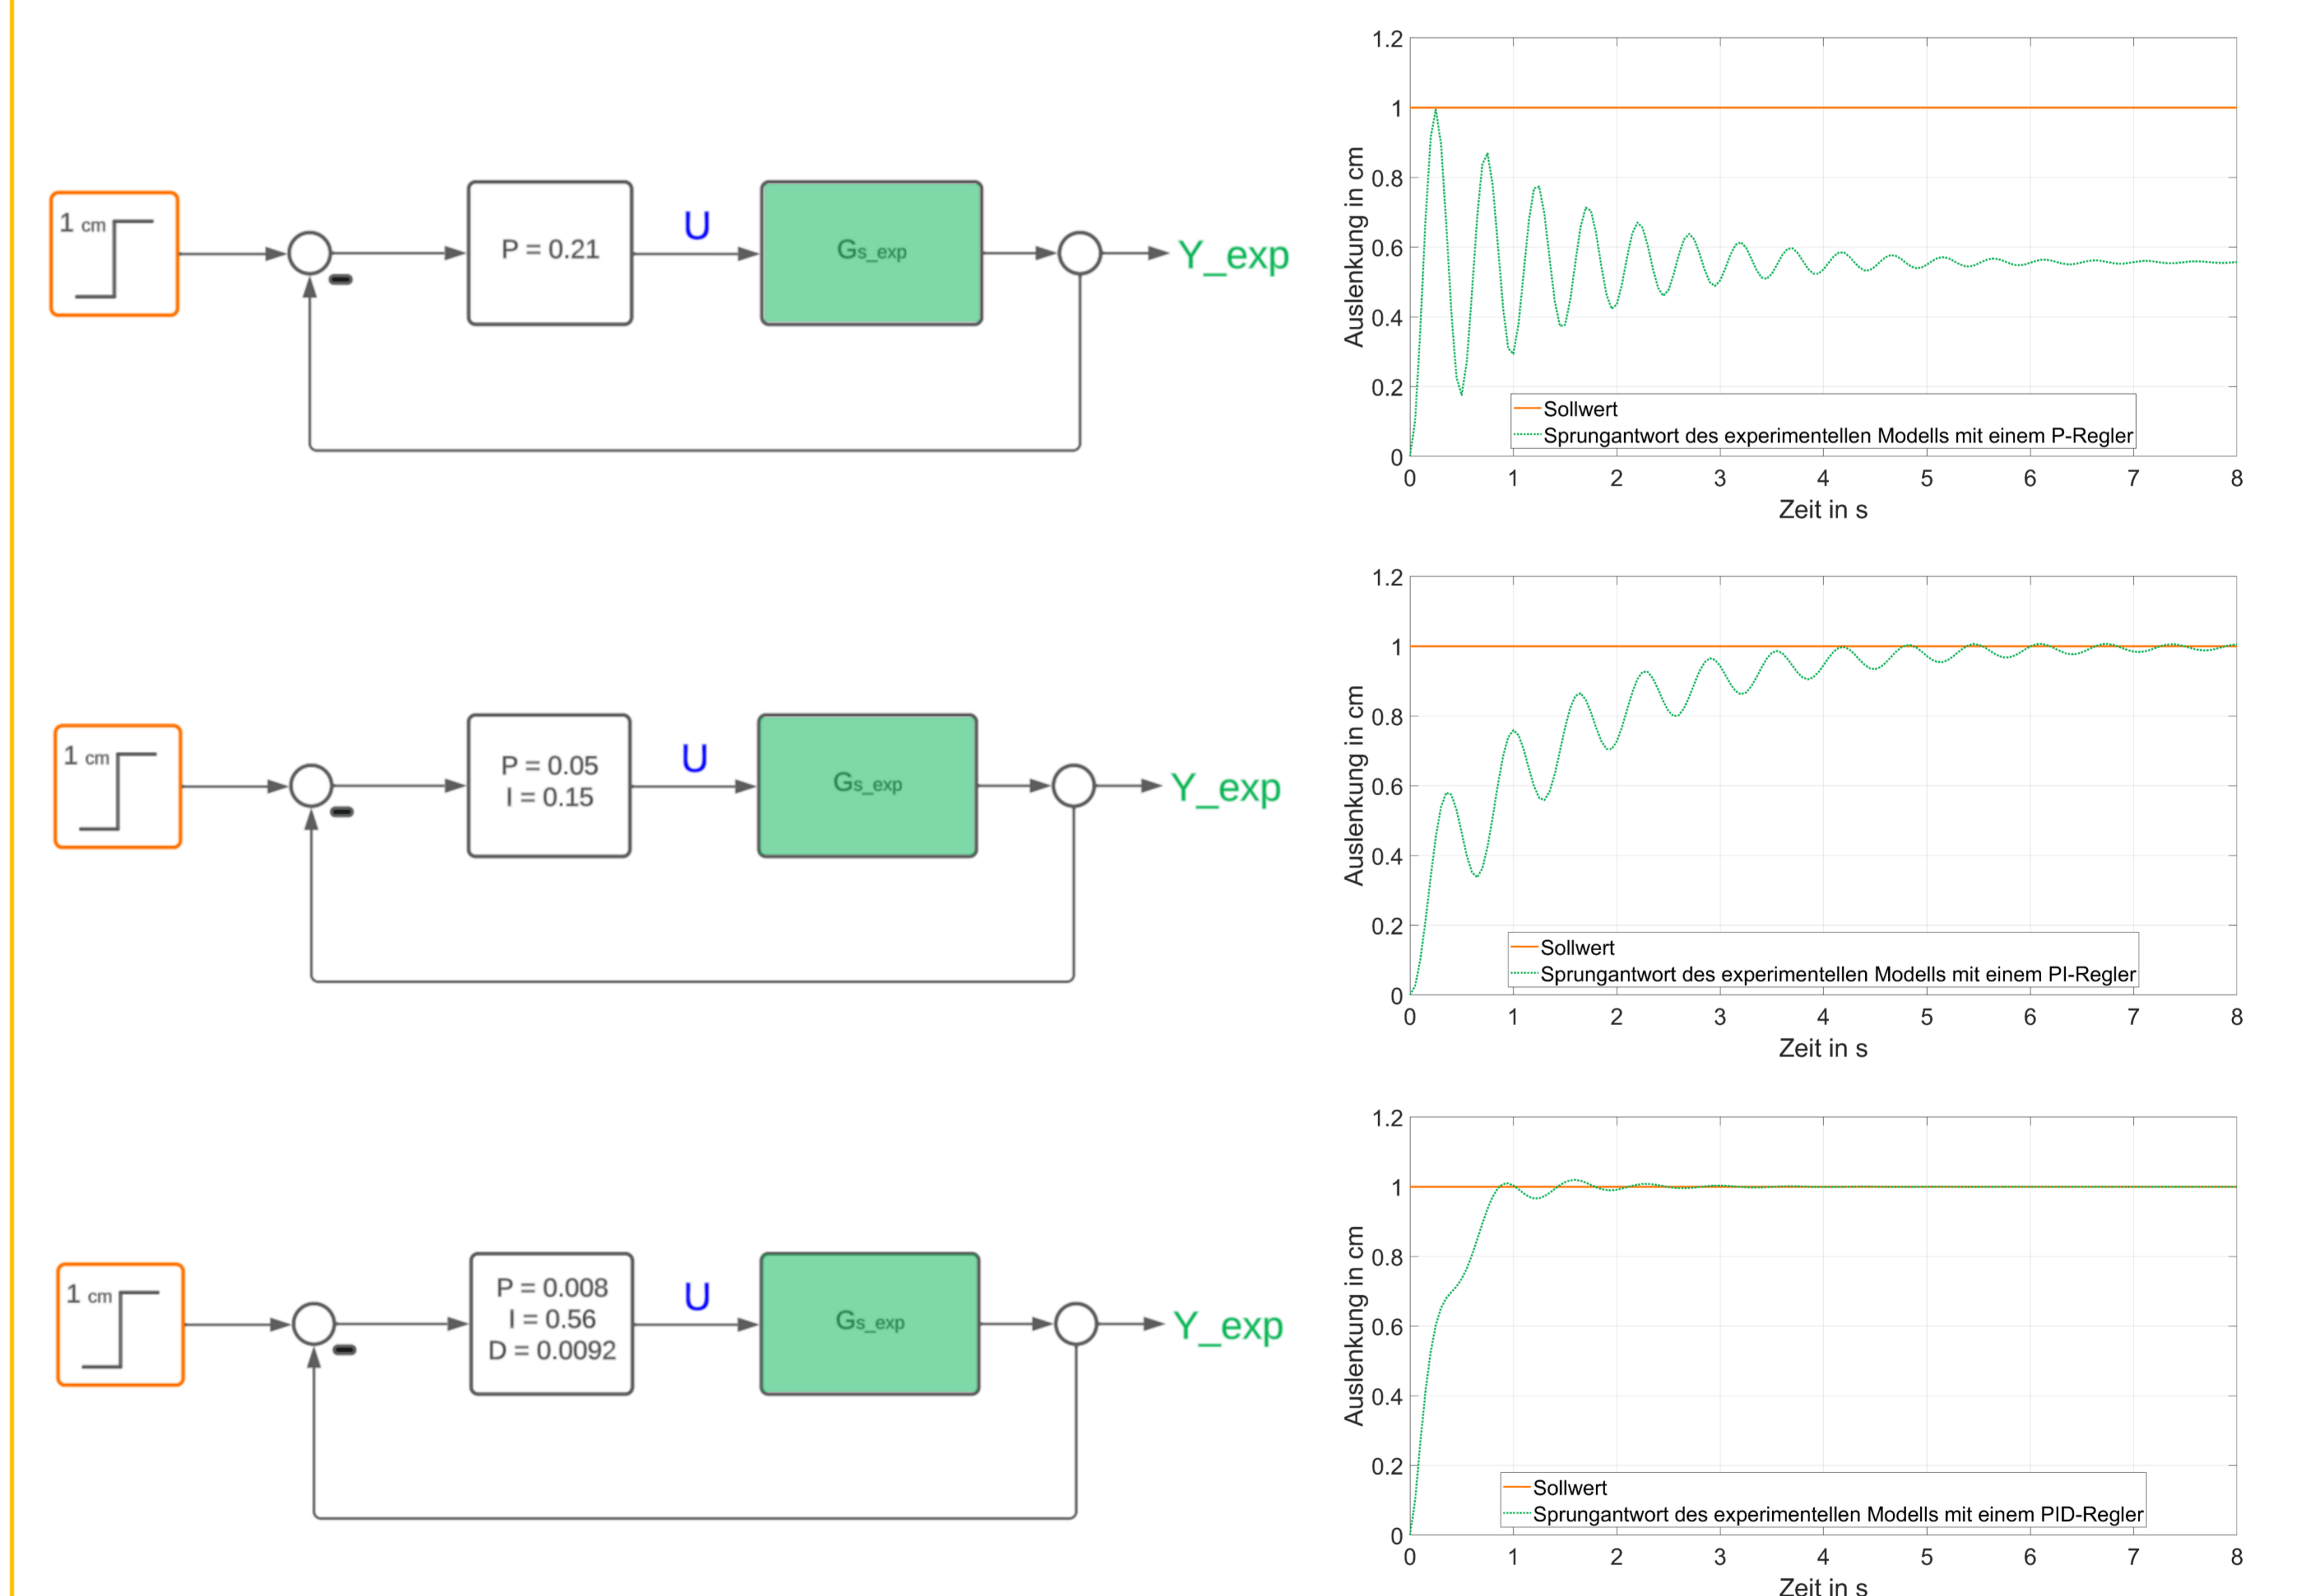 1 cm
P = 0.21
U
Gs_exp
Y_exp
1.2
1
0.8
0.6
0.4
0.2
0
Auslenkung in cm
Sollwert
Sprungantwort des experimentellen Modells mit einem P-Regler
0 1 2 3 4 5 6 7 8
Zeit in s
1 cm
P = 0.05
I = 0.15
U
Gs_exp
Y_exp
1.2
1
0.8
0.6
0.4
0.2
0
Auslenkung in cm
Sollwert
Sprungantwort des experimentellen Modells mit einem PI-Regler
0 1 2 3 4 5 6 7 8
Zeit in s
1 cm
P = 0.008
I = 0.56
D = 0.0092
U
Gs_exp
Y_exp
1.2
1
0.8
0.6
0.4
0.2
0
Auslenkung in cm
Sollwert
Sprungantwort des experimentellen Modells mit einem PID-Regler
0 1 2 3 4 5 6 7 8
Zeit in s